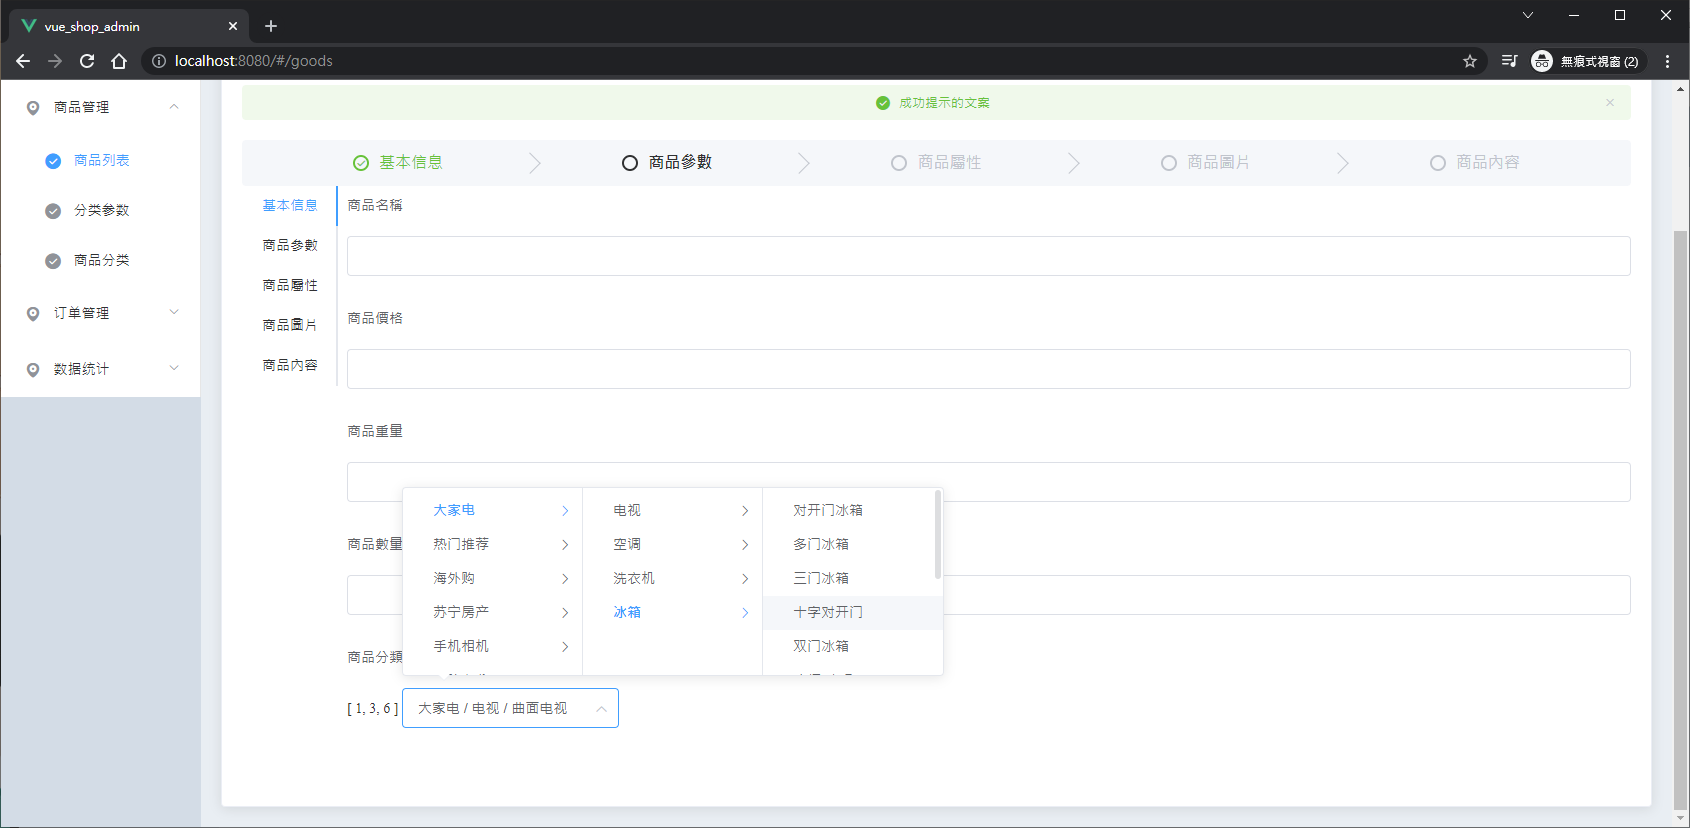 vue_shop_admin
localhost:8080/#/goods
無痕式視窗 (2)
商品管理
商品列表
分类参数
商品分类
订单管理
数据统计
成功提示的文案
基本信息
商品參數
商品屬性
商品圖片
商品內容
基本信息
商品參數
商品屬性
商品圖片
商品內容
商品名稱
商品價格
商品重量
商品數量
商品分類
大家电
热门推荐
海外购
苏宁房产
手机相机
电视
空调
洗衣机
冰箱
对开门冰箱
多门冰箱
三门冰箱
十字对开门
双门冰箱
[ 1, 3, 6 ]
大家电 / 电视 / 曲面电视